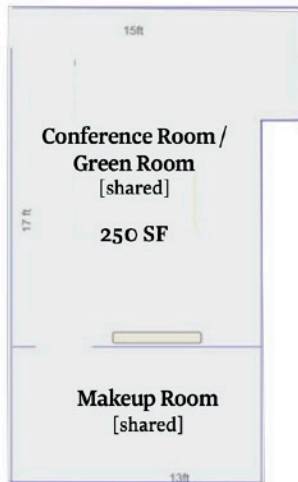 15ft
Conference Room /
Green Room
[shared]
17 ft
250 SF
Makeup Room
[shared]
13ft